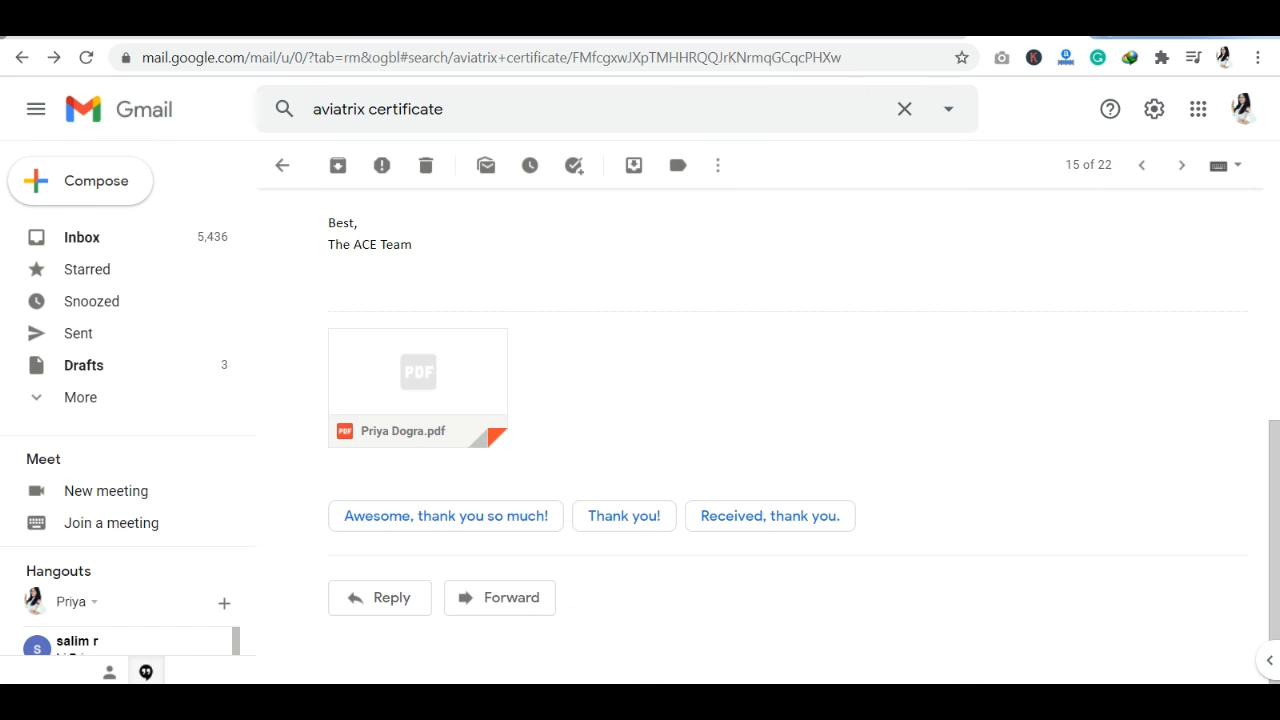 mail.google.com/mail/u/0/?tab=rm&ogbl#search/aviatrix+certificate/FMfcgxwJXpTMHHRQQJrKNrmqGCqcPHXw
Gmail
aviatrix certificate
Compose
15 of 22
Inbox 5,436
Starred
Snoozed
Sent
Drafts 3
More
Meet
New meeting
Join a meeting
Hangouts
Priya
salim r
Best,
The ACE Team
PDF
PDF Priya Dogra.pdf
Awesome, thank you so much!
Thank you!
Received, thank you.
Reply
Forward